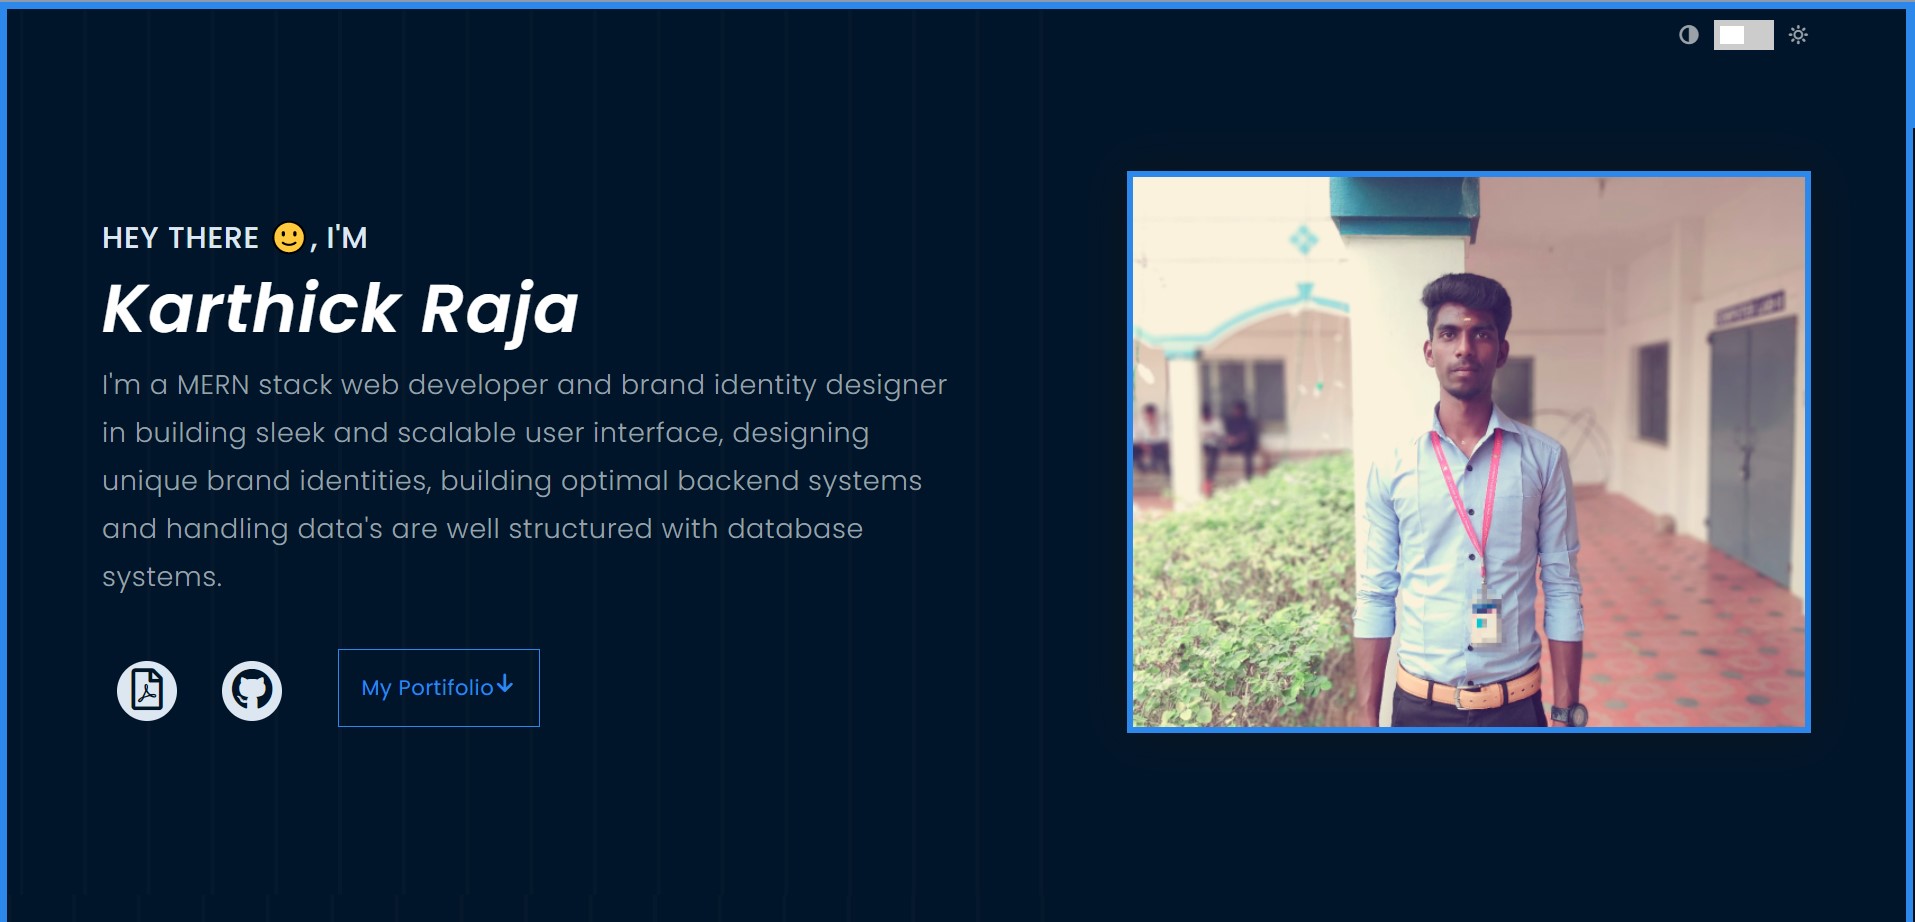 HEY THERE 🙂, I'M
Karthick Raja
I'm a MERN stack web developer and brand identity designer
in building sleek and scalable user interface, designing
unique brand identities, building optimal backend systems
and handling data's are well structured with database
systems.
My Portifolio↓